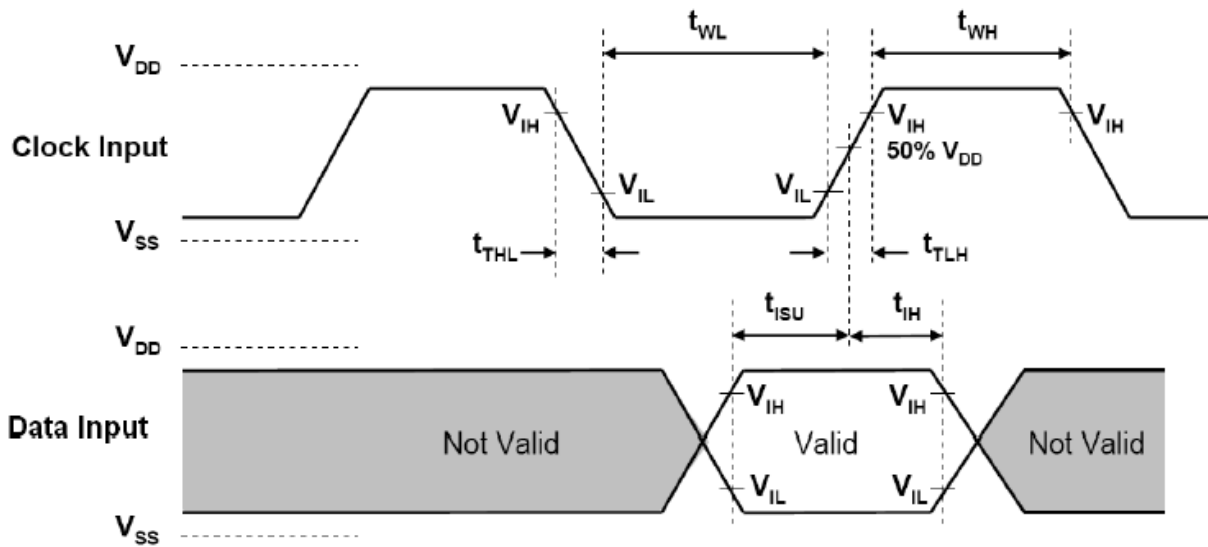 t_WL t_WH
V_DD
V_IH V_IH V_IH
Clock Input 50% V_DD
V_IL V_IL
V_SS
t_THL t_TLH
t_ISU t_IH
V_DD
V_IH V_IH
Data Input Not Valid Valid Not Valid
V_IL V_IL
V_SS